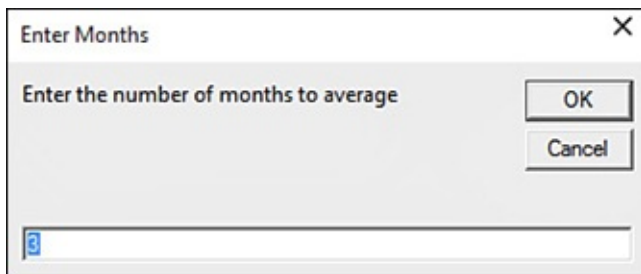 Enter Months
Enter the number of months to average
OK
Cancel
3